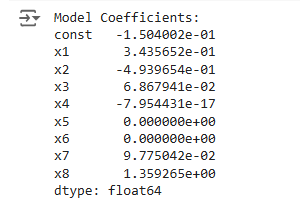 Model Coefficients:
const   -1.504002e-01
x1       3.435652e-01
x2      -4.939654e-01
x3       6.867941e-02
x4      -7.954431e-17
x5       0.000000e+00
x6       0.000000e+00
x7       9.775042e-02
x8       1.359265e+00
dtype: float64